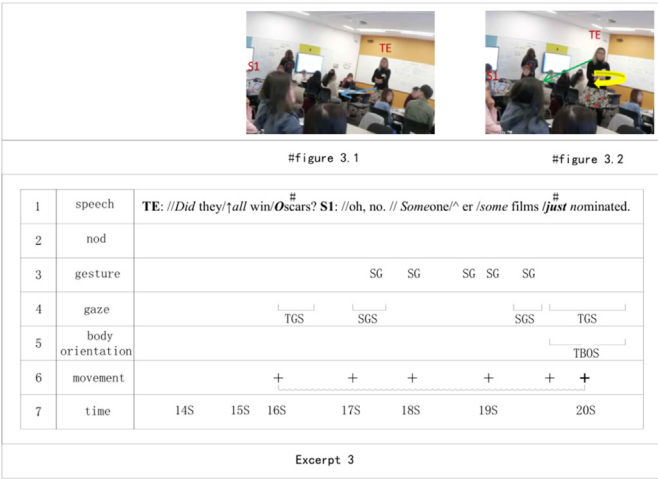 TE
S1
TE
S1
#figure 3.1
#figure 3.2
# #
1 speech TE: //Did they/↑all win/Oscars? S1: //oh, no. // Someone/^ er /some films /just nominated.
2 nod
3 gesture SG SG SG SG SG
4 gaze TGS SGS SGS TGS
5 body orientation TBOS
6 movement + + + + + +
7 time 14S 15S 16S 17S 18S 19S 20S
Excerpt 3